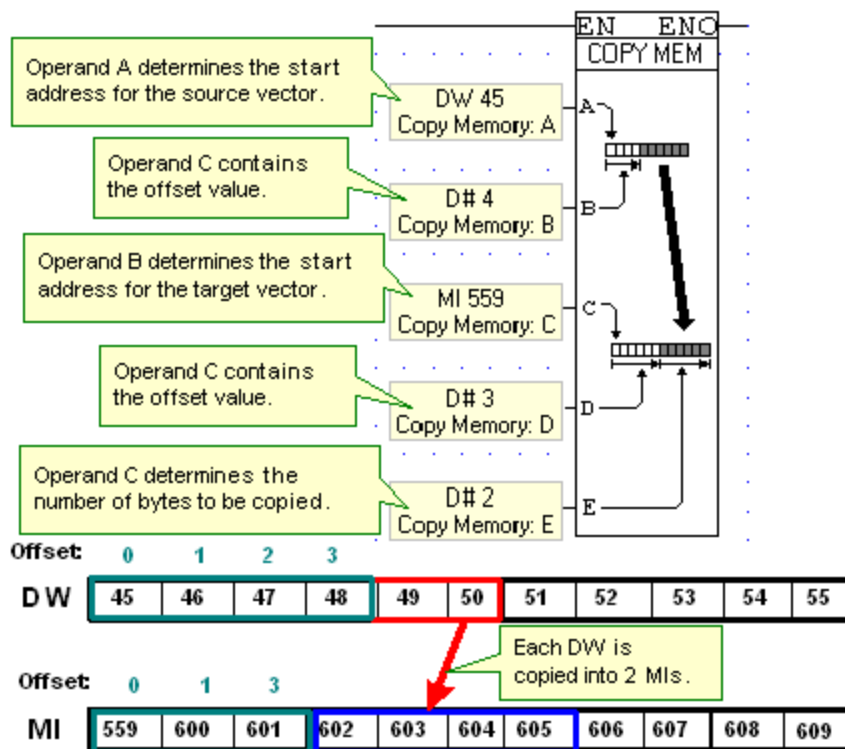 EN ENO
COPY MEM
Operand A determines the start
address for the source vector.
DW 45
Copy Memory: A
A
Operand C contains
the offset value.
D# 4
Copy Memory: B
B
Operand B determines the start
address for the target vector.
MI 559
Copy Memory: C
C
Operand C contains
the offset value.
D# 3
Copy Memory: D
D
Operand C determines the
number of bytes to be copied.
D# 2
Copy Memory: E
E
Offset: 0 1 2 3
DW 45 46 47 48 49 50 51 52 53 54 55
Each DW is
copied into 2 MIs.
Offset: 0 1 3
MI 559 600 601 602 603 604 605 606 607 608 609